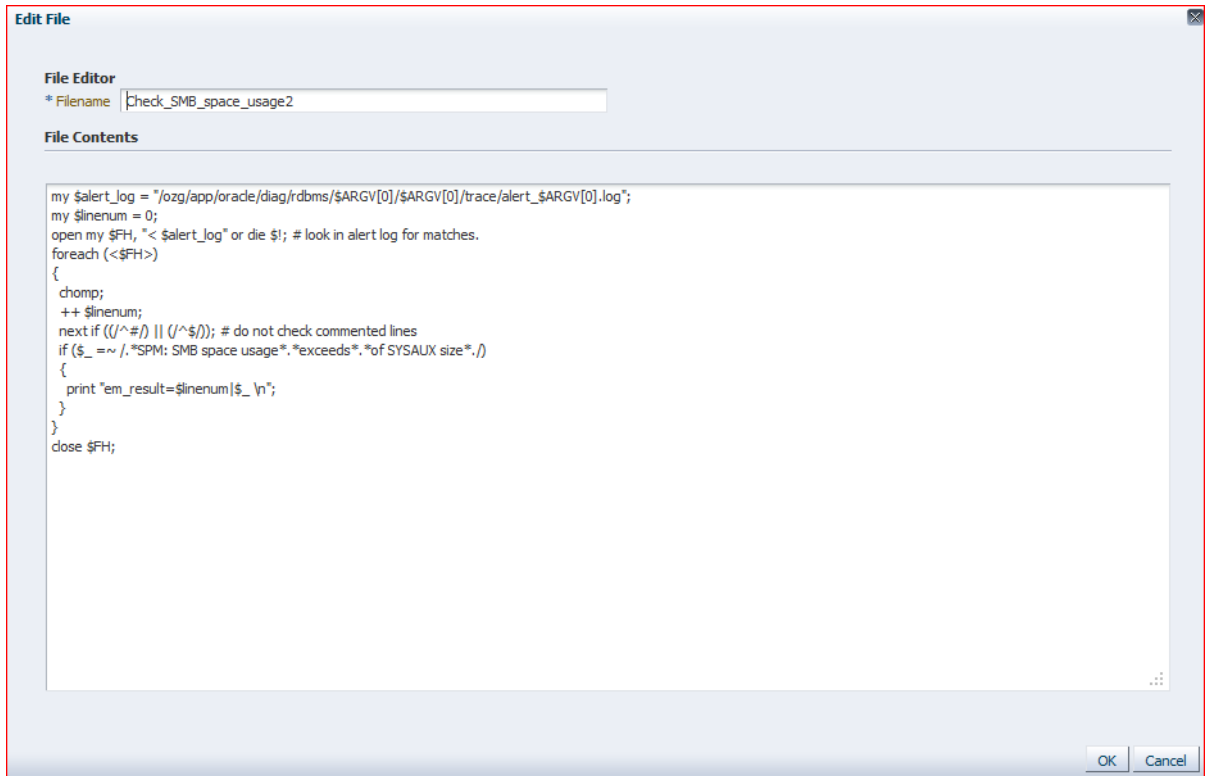 Edit File
File Editor
* Filename Check_SMB_space_usage2
File Contents
my $alert_log = "/ozg/app/oracle/diag/rdbms/$ARGV[0]/$ARGV[0]/trace/alert_$ARGV[0].log";
my $linenum = 0;
open my $FH, "< $alert_log" or die $!; # look in alert log for matches.
foreach (<$FH>)
{
chomp;
++ $linenum;
next if ((/^#/) || (/^$/)); # do not check commented lines
if ($_ =~ /.*SPM: SMB space usage*.*exceeds*.*of SYSAUX size*./)
{
print "em_result=$linenum|$_ \n";
}
}
close $FH;
OK Cancel